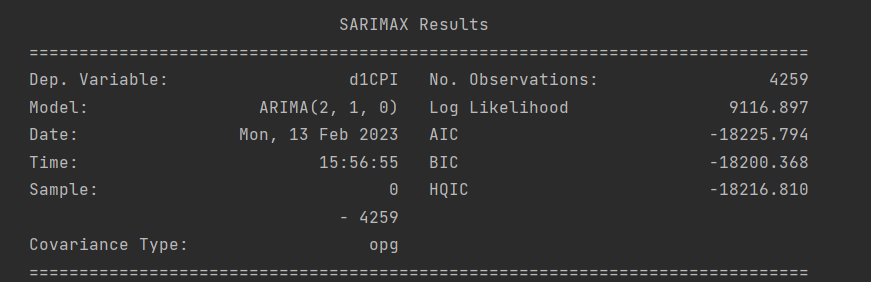 SARIMAX Results
==============================================================================
Dep. Variable:                  d1CPI   No. Observations:                 4259
Model:                 ARIMA(2, 1, 0)   Log Likelihood                9116.897
Date:                Mon, 13 Feb 2023   AIC                         -18225.794
Time:                        15:56:55   BIC                         -18200.368
Sample:                             0   HQIC                        -18216.810
- 4259
Covariance Type:                  opg
==============================================================================